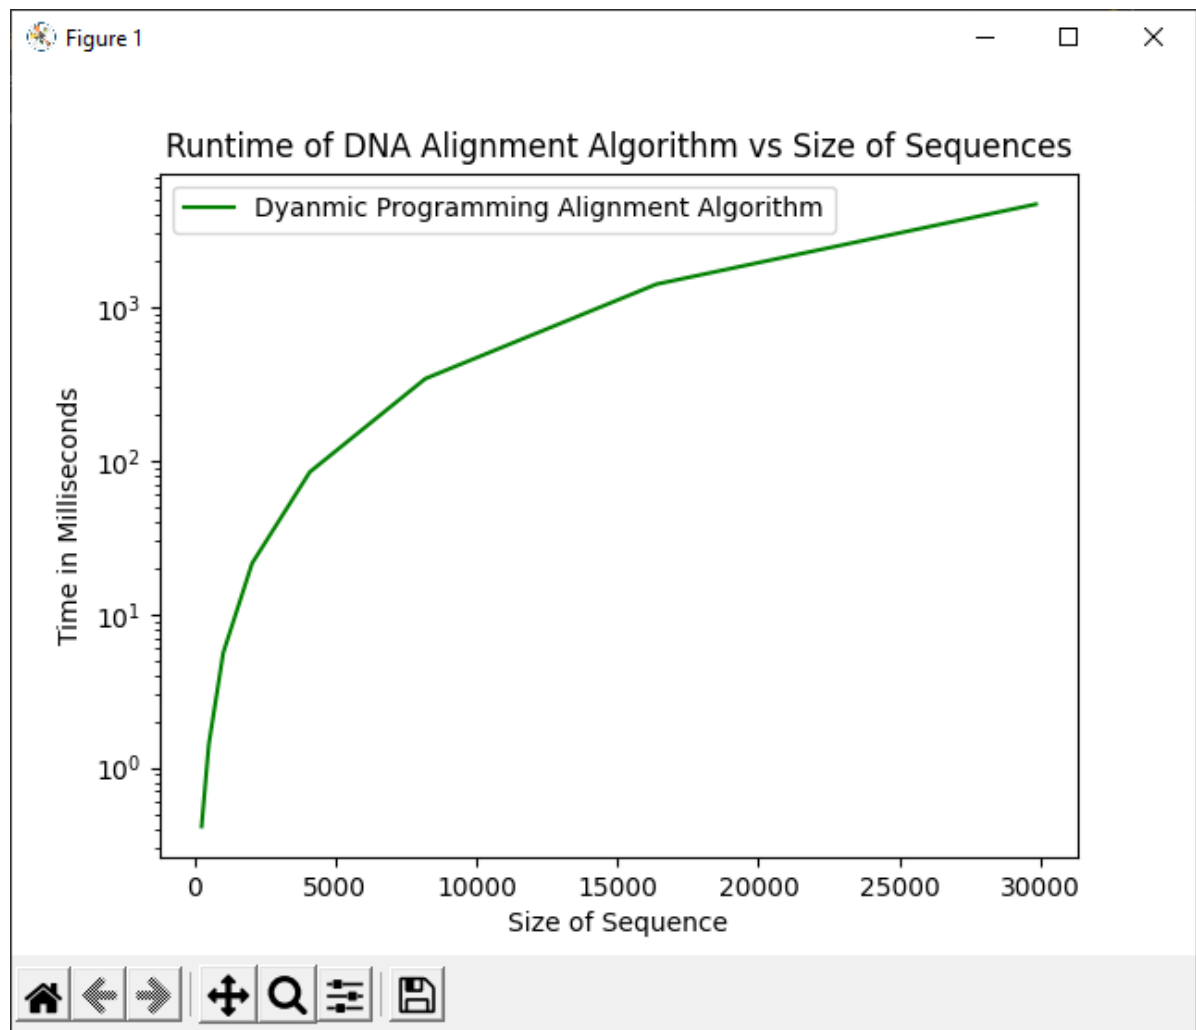 Figure 1
Runtime of DNA Alignment Algorithm vs Size of Sequences
Dyanmic Programming Alignment Algorithm
10³
10²
10¹
10⁰
Time in Milliseconds
0 5000 10000 15000 20000 25000 30000
Size of Sequence